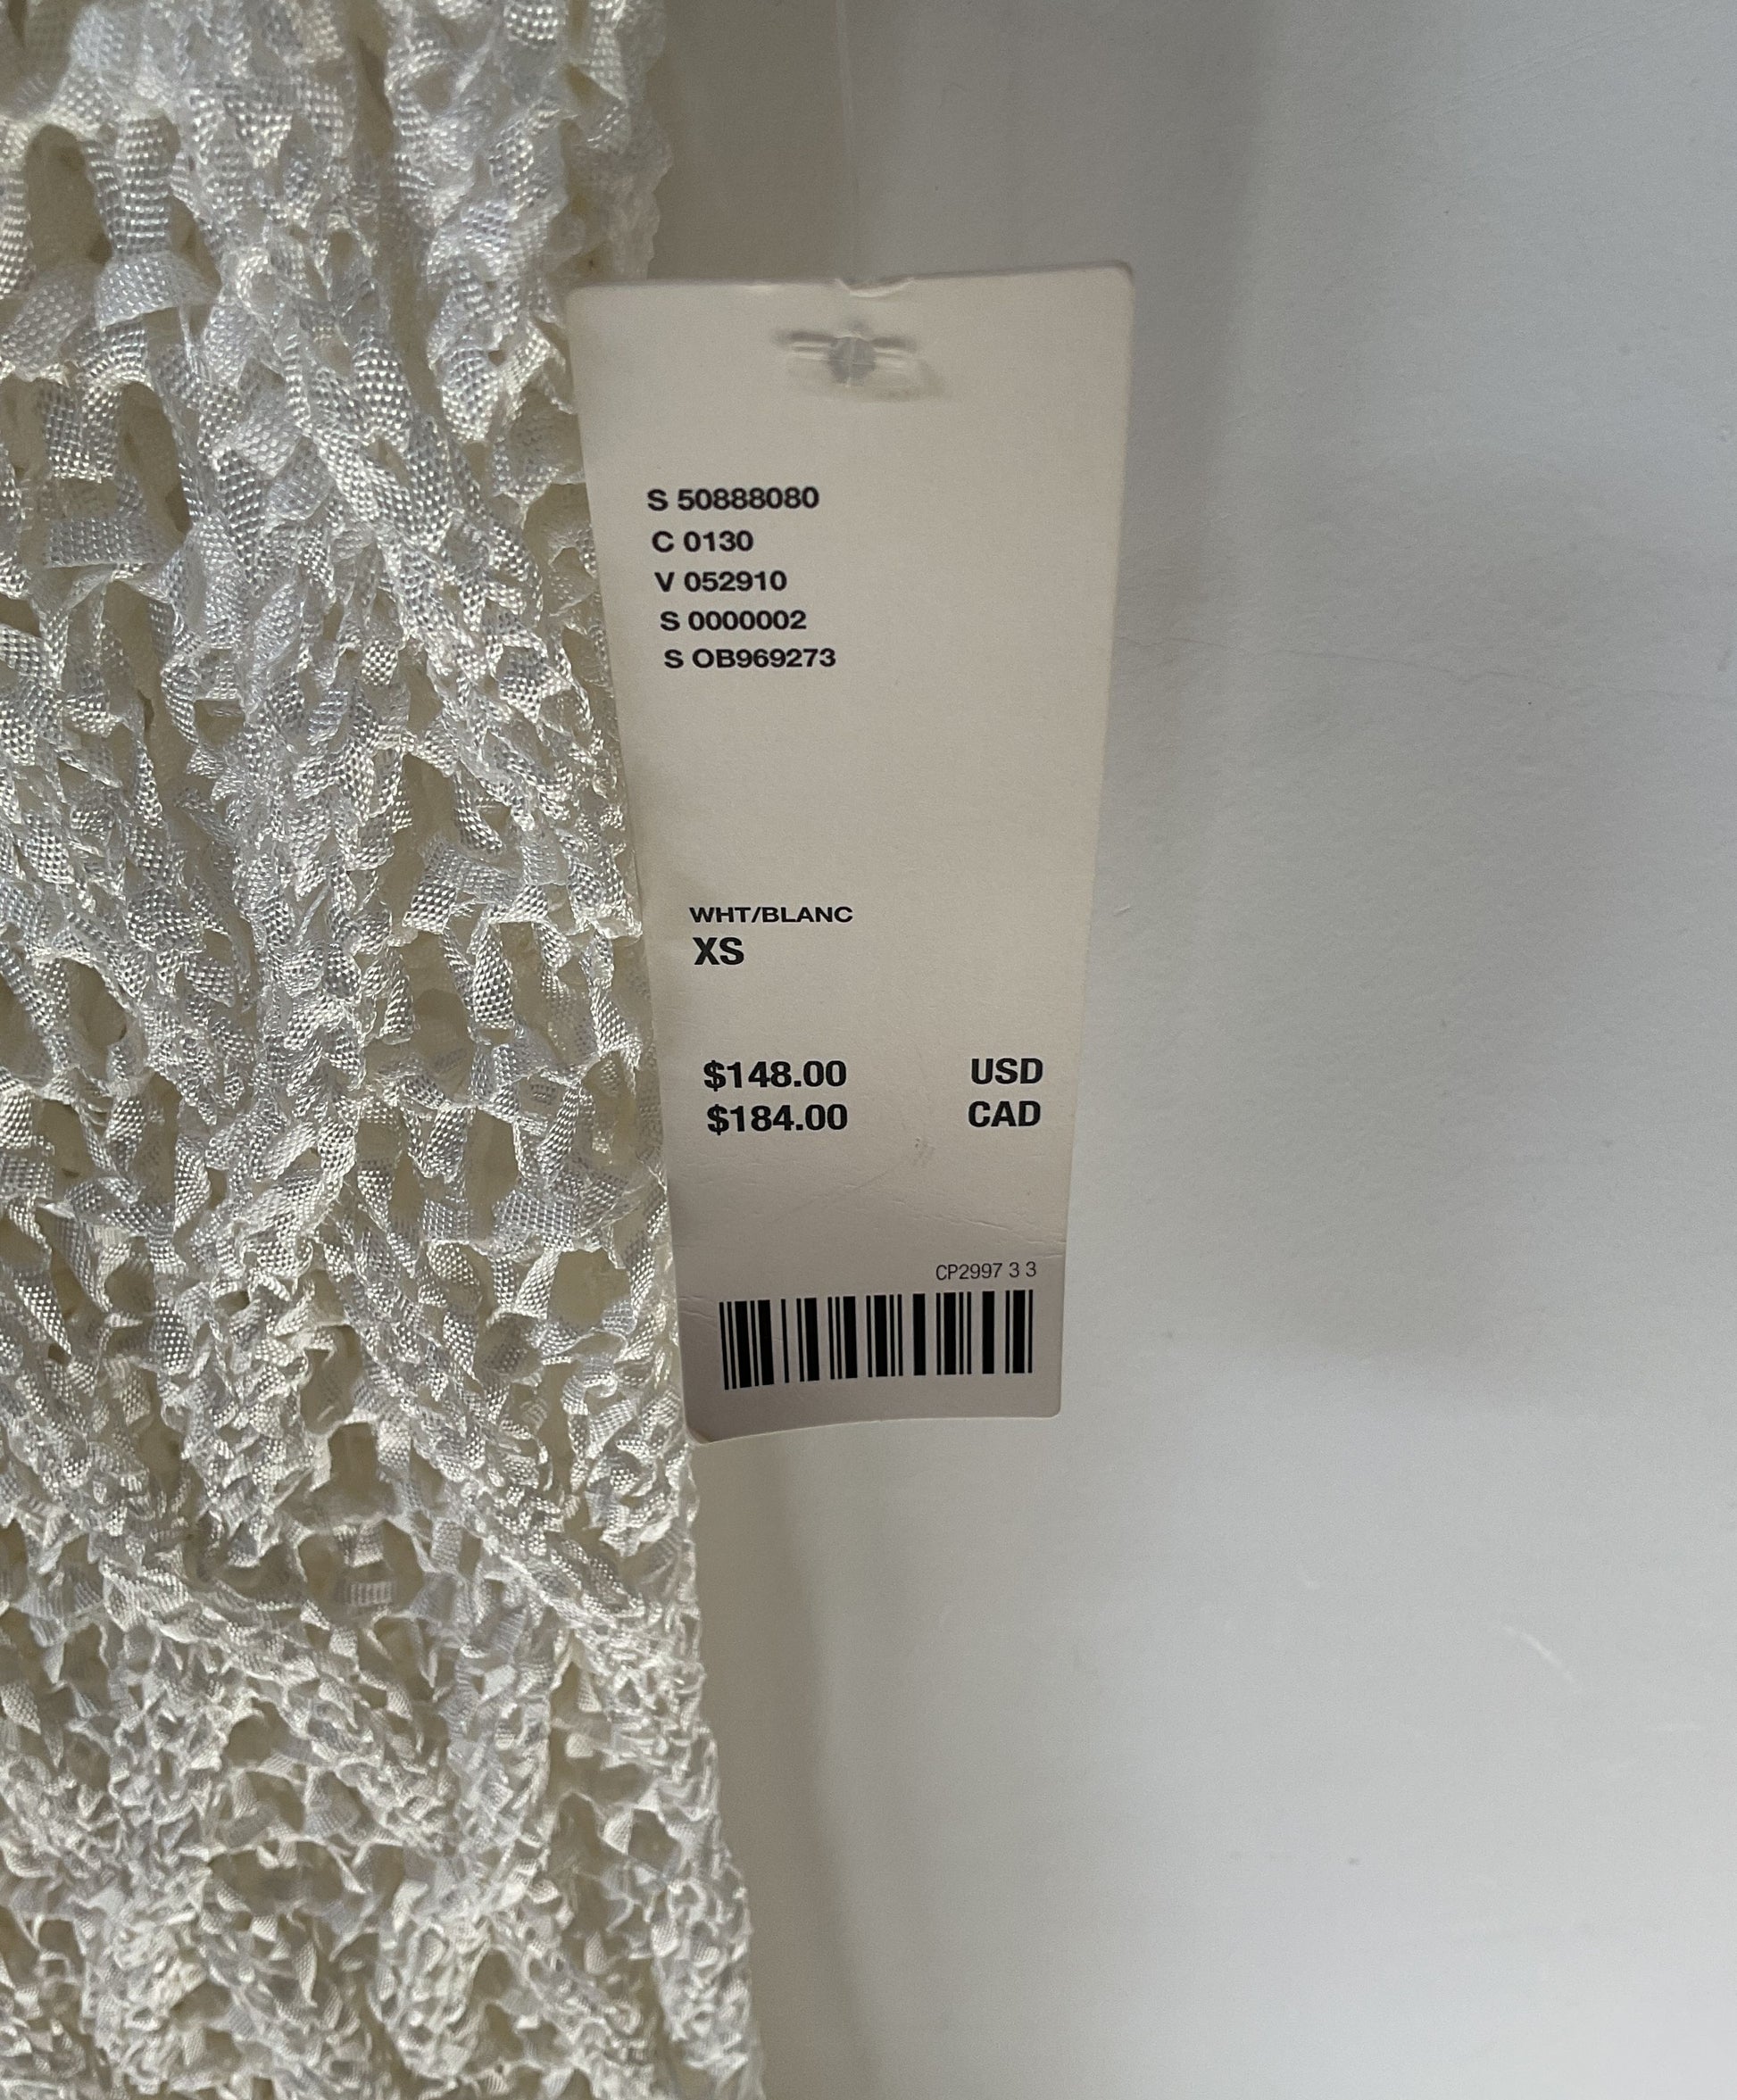 S 50888080
C 0130
V 052910
S 0000002
S OB969273
WHT/BLANC
XS
$148.00 USD
$184.00 CAD
CP2997 3 3